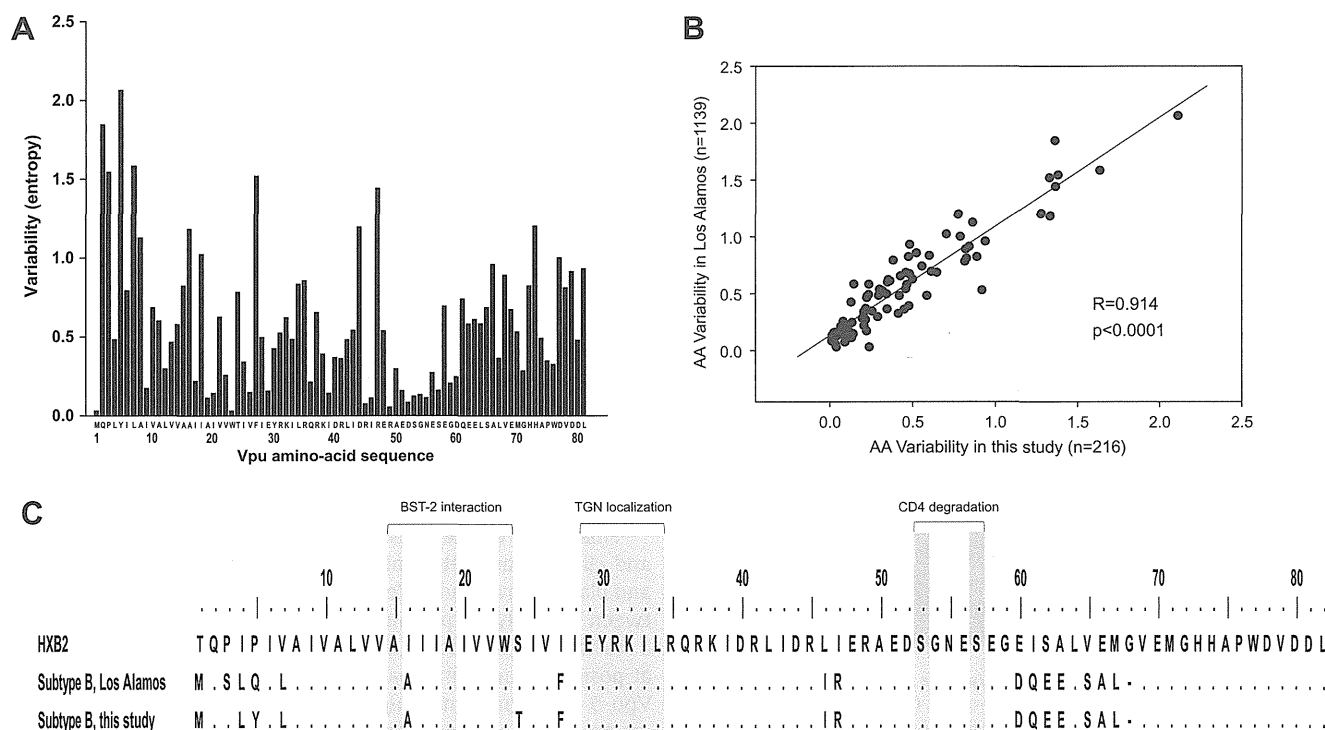 A
2.5
2.0
1.5
1.0
0.5
0.0
Variability (entropy)
MQPLYILAIVALVVAAIIAIVVWTIVFIEYRKILRQRKIDRLIDRIRERAEDSGNESEGDQEELSALVEMGHHAPWDVDDL
1 10 20 30 40 50 60 70 80
Vpu amino-acid sequence
B
2.5
2.0
1.5
1.0
0.5
0.0
AA Variability in Los Alamos (n=1139)
R=0.914
p<0.0001
0.0 0.5 1.0 1.5 2.0 2.5
AA Variability in this study (n=216)
C
BST-2 interaction TGN localization CD4 degradation
10 20 30 40 50 60 70 80
HXB2 TQPIPIVAIVALVVAIIIAIVVWSIVIIEYRKILRQRKIDRLIDRLIERAEDSGNESEGEISALVEMGVEMGHHAPWDVDDL
Subtype B, Los Alamos M.SLQ.L........A..........F..................IR............DQEE.SAL-..............
Subtype B, this study M..LY.L........A.......T..F..................IR............DQEE.SAL-..............